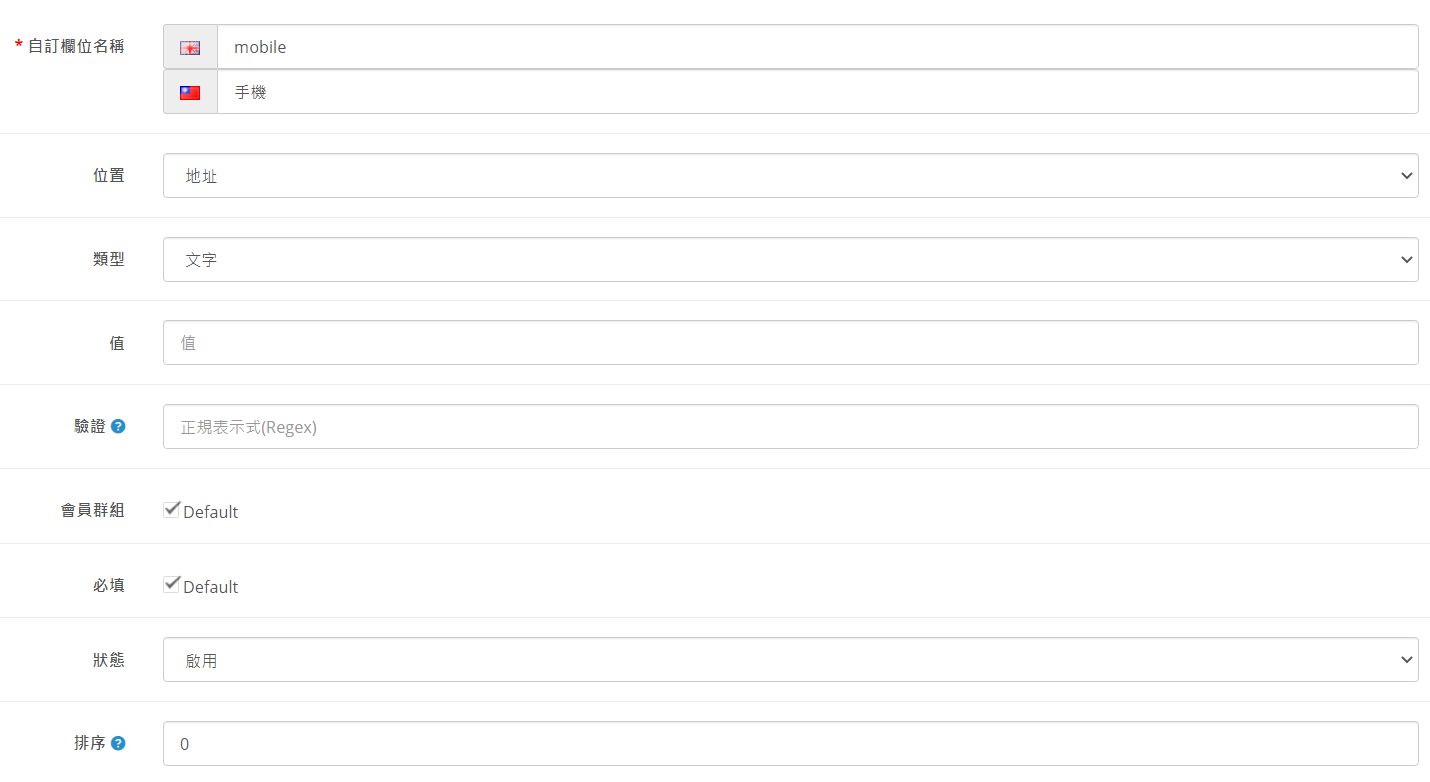 * 自訂欄位名稱
mobile
手機
位置
地址
類型
文字
值
值
驗證 ?
正規表示式(Regex)
會員群組
Default
必填
Default
狀態
啟用
排序 ?
0